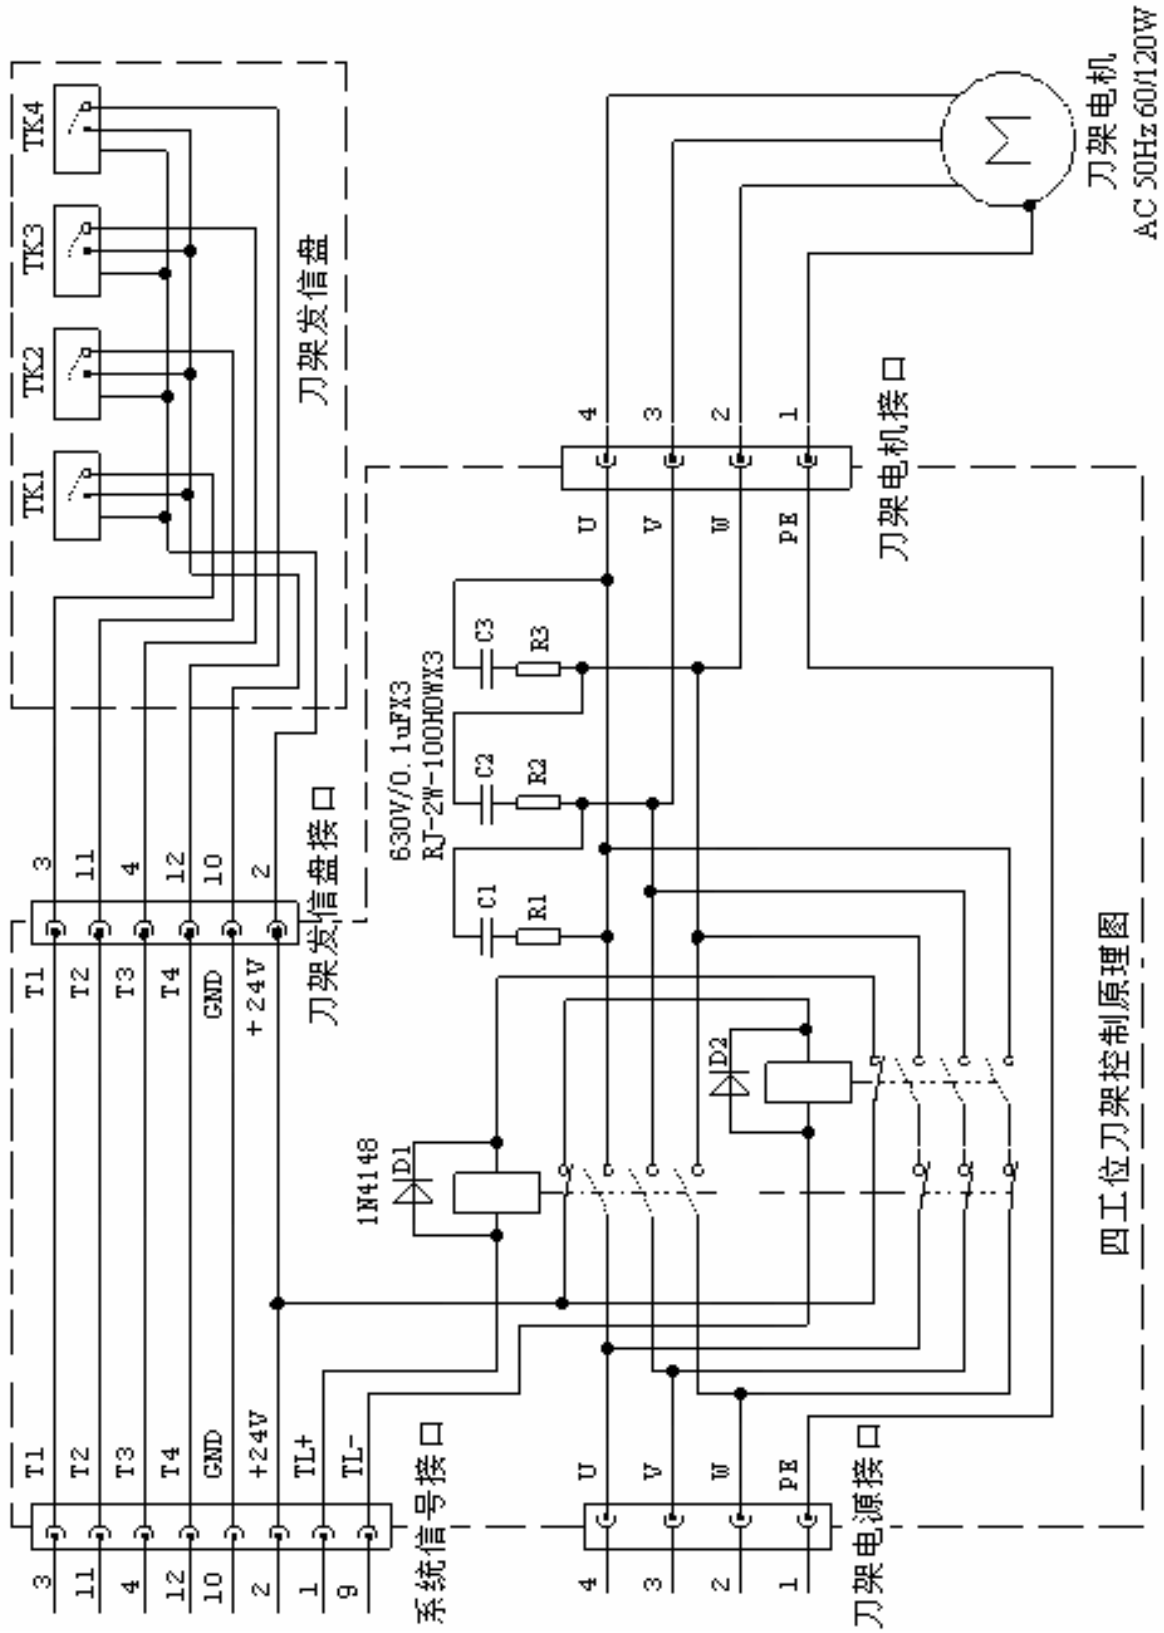 TK1
TK2
TK3
TK4
刀架发信盘
3
11
4
12
10
2
T1
T2
T3
T4
GND
+24V
刀架发信盘接口
T1
T2
T3
T4
GND
+24V
TL+
TL-
3
11
4
12
10
2
1
9
系统信号接口
1N4148
D1
D2
630V/0.1uFX3
RJ-2W-100HOWX3
C1
R1
C2
R2
C3
R3
U
V
W
PE
4
3
2
1
刀架电源接口
U
V
W
PE
4
3
2
1
刀架电机接口
M
刀架电机
AC 50Hz 60/120W
四工位刀架控制原理图